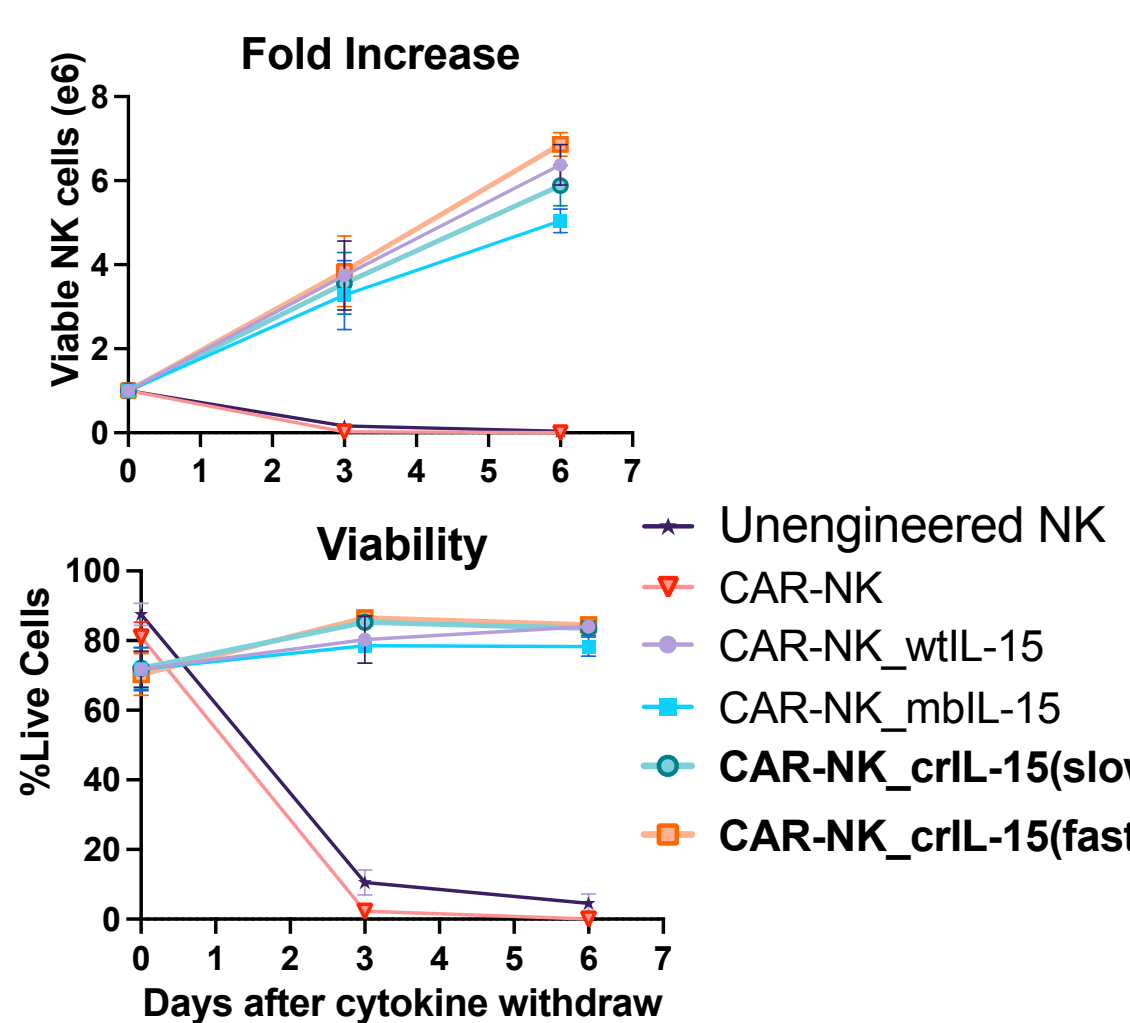 Fold Increase
Viable NK cells (e6)
8
6
4
2
0
0 1 2 3 4 5 6 7
Viability
%Live Cells
100
80
60
40
20
0
0 1 2 3 4 5 6 7
Days after cytokine withdraw
Unengineered NK
CAR-NK
CAR-NK_wtIL-15
CAR-NK_mbIL-15
CAR-NK_crIL-15(slow
CAR-NK_crIL-15(fast